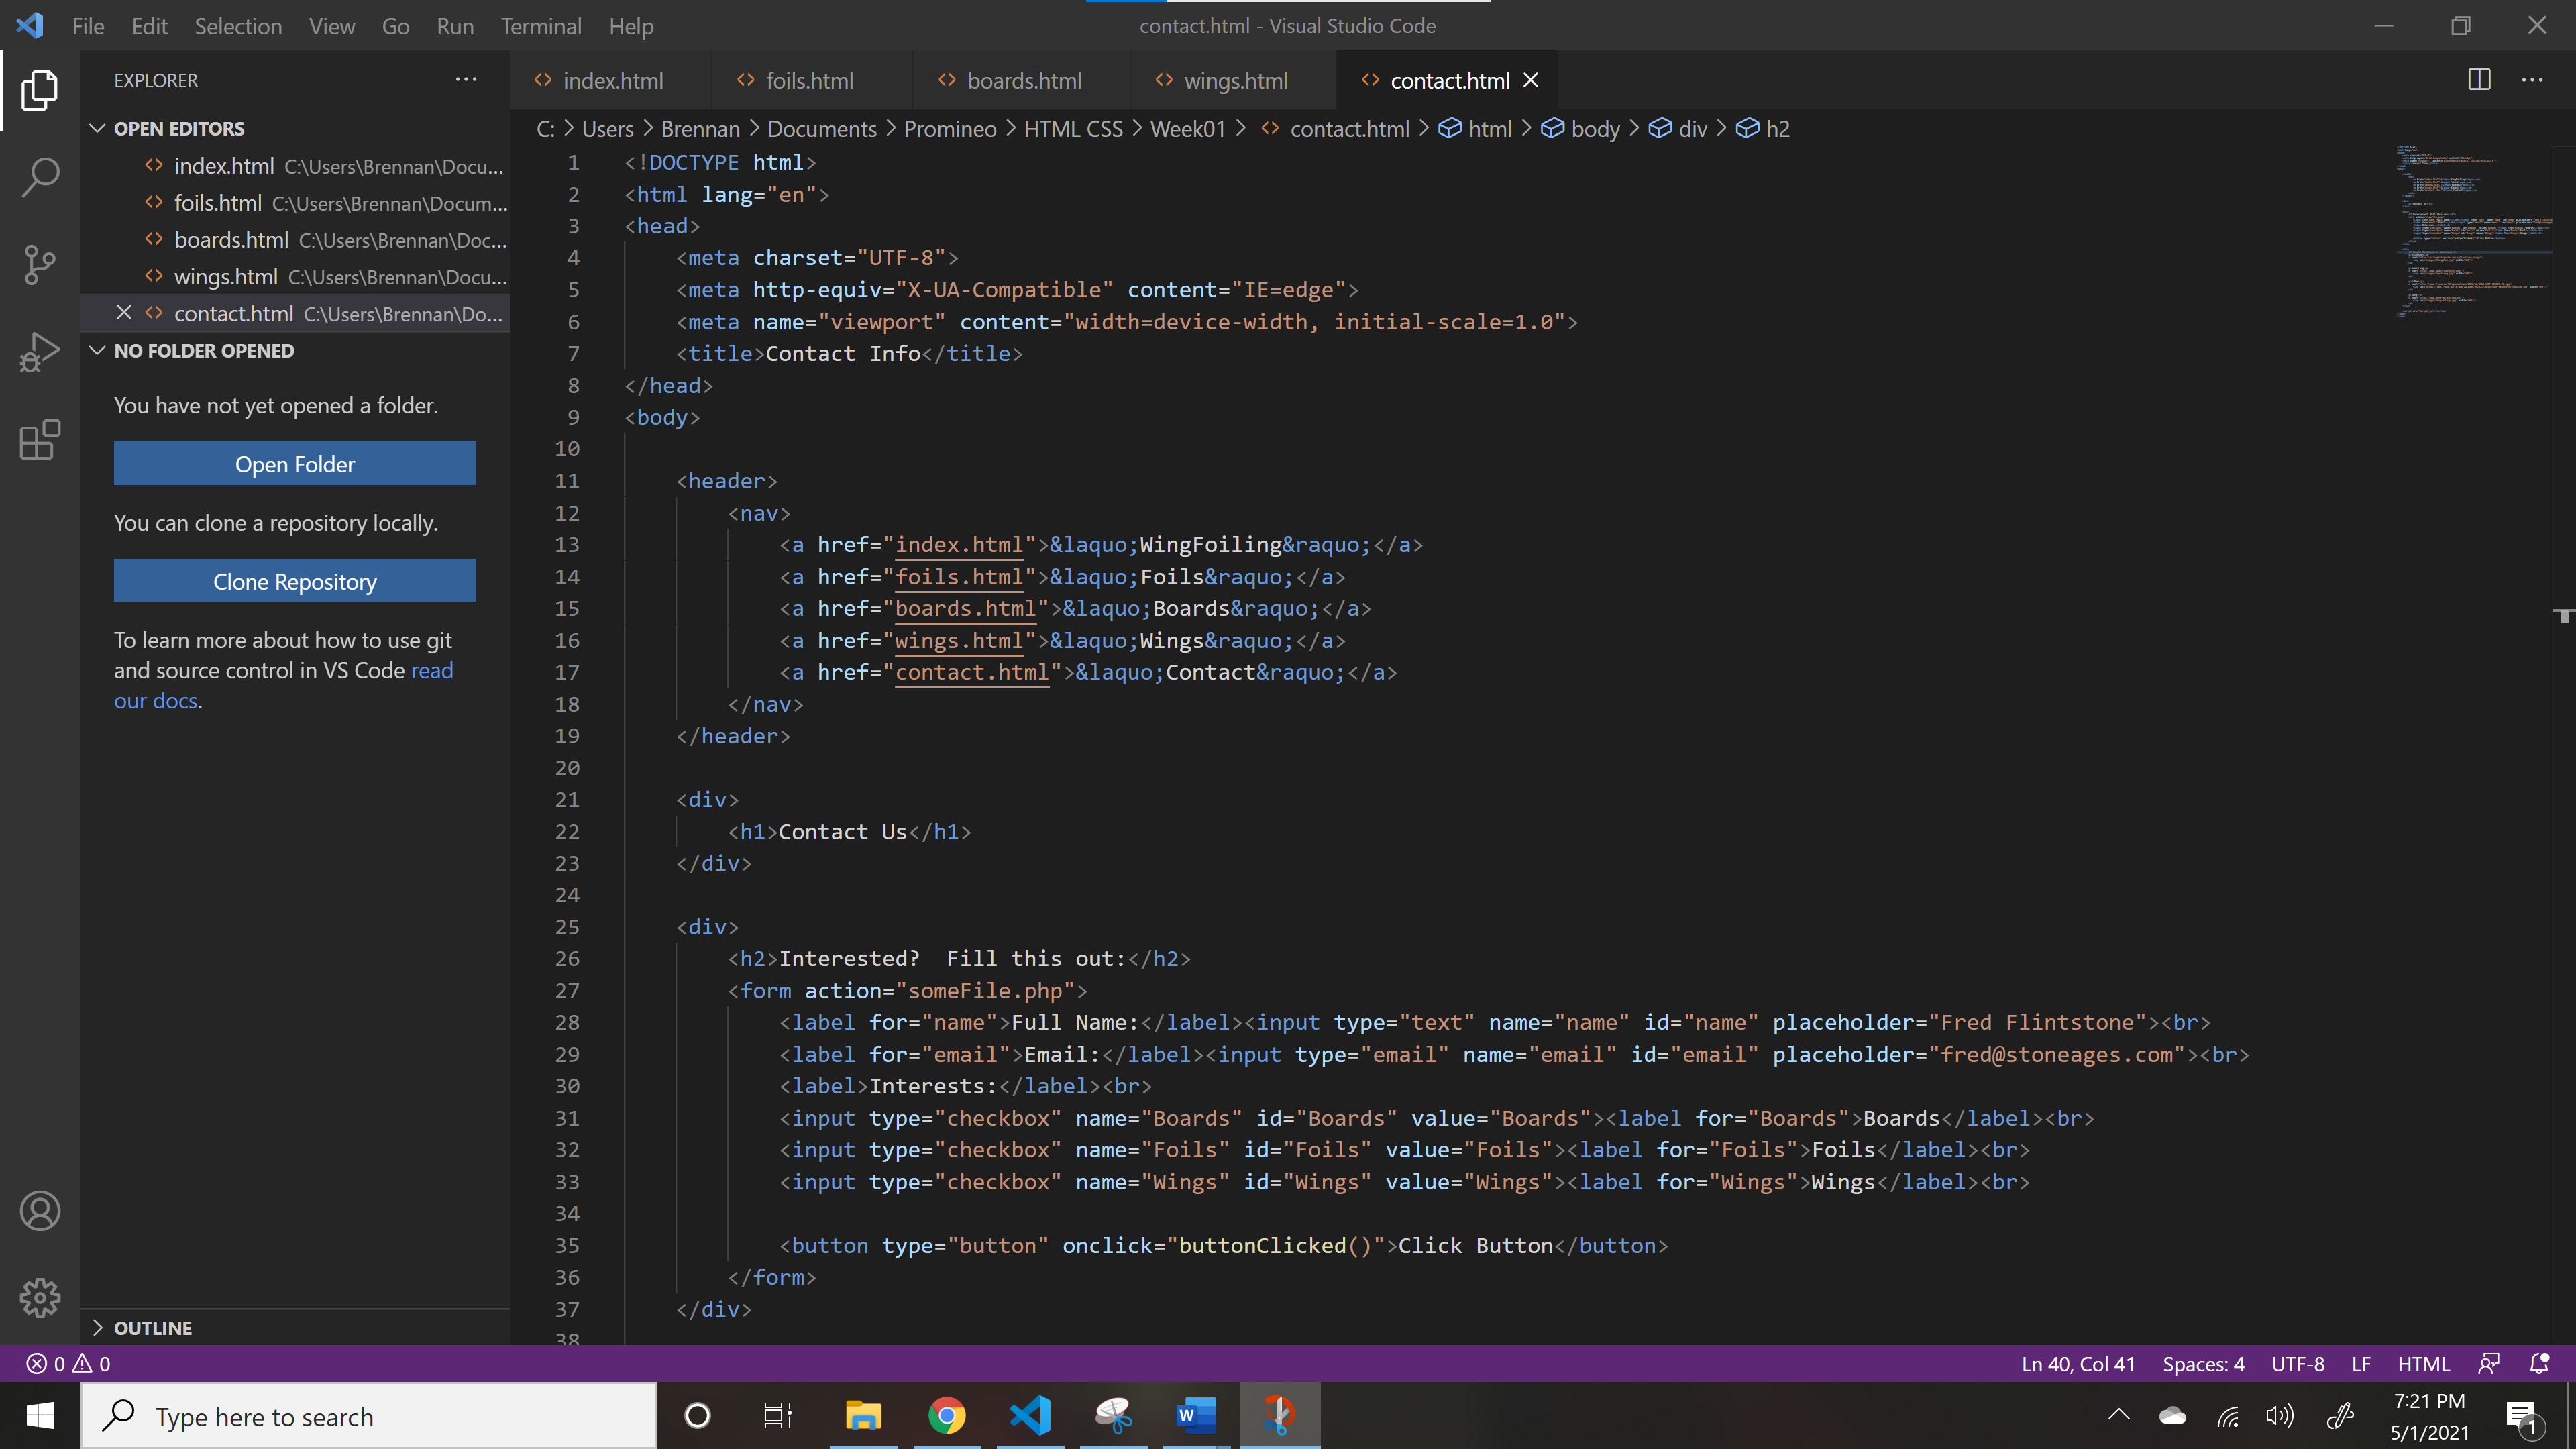 File Edit Selection View Go Run Terminal Help
contact.html - Visual Studio Code
EXPLORER
OPEN EDITORS
index.html C:\Users\Brennan\Docu...
foils.html C:\Users\Brennan\Docum...
boards.html C:\Users\Brennan\Doc...
wings.html C:\Users\Brennan\Docu...
contact.html C:\Users\Brennan\Do...
NO FOLDER OPENED
You have not yet opened a folder.
Open Folder
You can clone a repository locally.
Clone Repository
To learn more about how to use git
and source control in VS Code read
our docs.
OUTLINE
index.html foils.html boards.html wings.html contact.html
C: > Users > Brennan > Documents > Promineo > HTML CSS > Week01 > contact.html > html > body > div > h2
1 <!DOCTYPE html>
2 <html lang="en">
3 <head>
4 <meta charset="UTF-8">
5 <meta http-equiv="X-UA-Compatible" content="IE=edge">
6 <meta name="viewport" content="width=device-width, initial-scale=1.0">
7 <title>Contact Info</title>
8 </head>
9 <body>
10
11 <header>
12 <nav>
13 <a href="index.html">&laquo;WingFoiling&raquo;</a>
14 <a href="foils.html">&laquo;Foils&raquo;</a>
15 <a href="boards.html">&laquo;Boards&raquo;</a>
16 <a href="wings.html">&laquo;Wings&raquo;</a>
17 <a href="contact.html">&laquo;Contact&raquo;</a>
18 </nav>
19 </header>
20
21 <div>
22 <h1>Contact Us</h1>
23 </div>
24
25 <div>
26 <h2>Interested?  Fill this out:</h2>
27 <form action="someFile.php">
28 <label for="name">Full Name:</label><input type="text" name="name" id="name" placeholder="Fred Flintstone"><br>
29 <label for="email">Email:</label><input type="email" name="email" id="email" placeholder="fred@stoneages.com"><br>
30 <label>Interests:</label><br>
31 <input type="checkbox" name="Boards" id="Boards" value="Boards"><label for="Boards">Boards</label><br>
32 <input type="checkbox" name="Foils" id="Foils" value="Foils"><label for="Foils">Foils</label><br>
33 <input type="checkbox" name="Wings" id="Wings" value="Wings"><label for="Wings">Wings</label><br>
34
35 <button type="button" onclick="buttonClicked()">Click Button</button>
36 </form>
37 </div>
38
0 0
Ln 40, Col 41 Spaces: 4 UTF-8 LF HTML
Type here to search
7:21 PM
5/1/2021
1